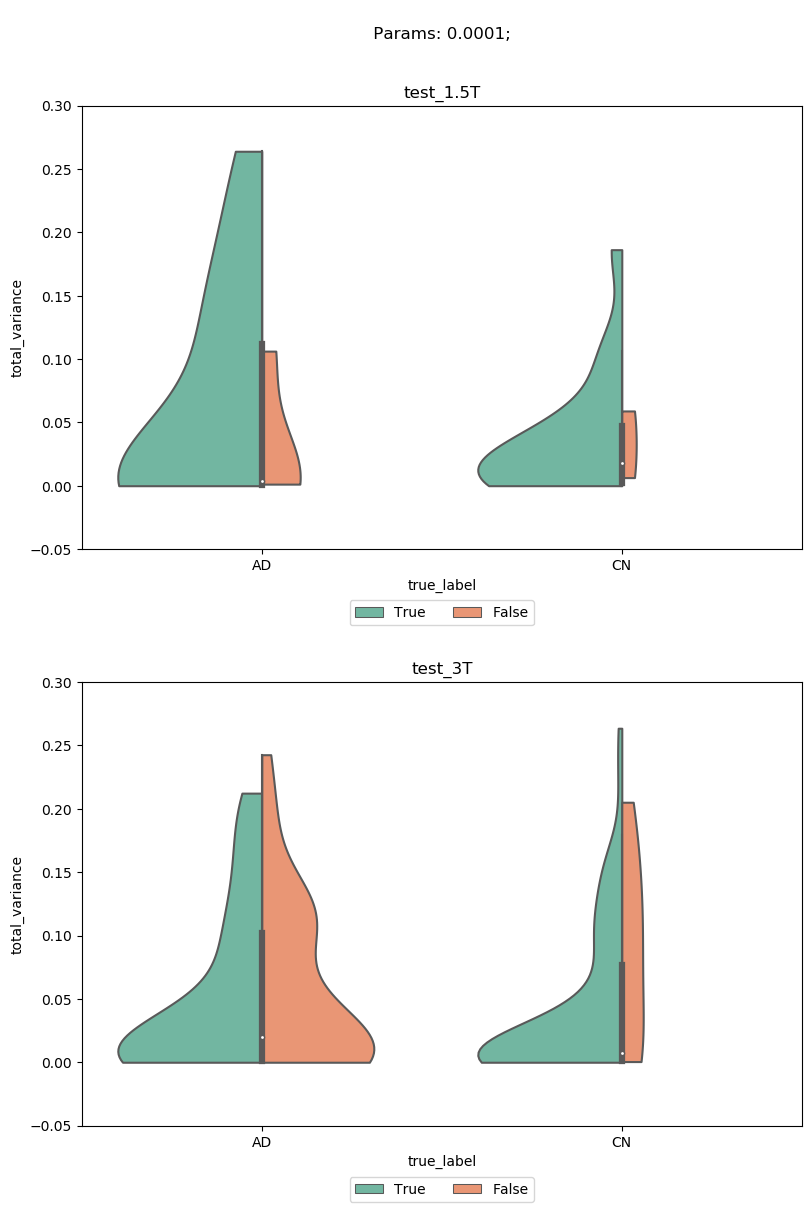 Params: 0.0001;
test_1.5T
0.30
0.25
0.20
0.15
0.10
0.05
0.00
−0.05
total_variance
AD CN
true_label
True False
test_3T
0.30
0.25
0.20
0.15
0.10
0.05
0.00
−0.05
total_variance
AD CN
true_label
True False